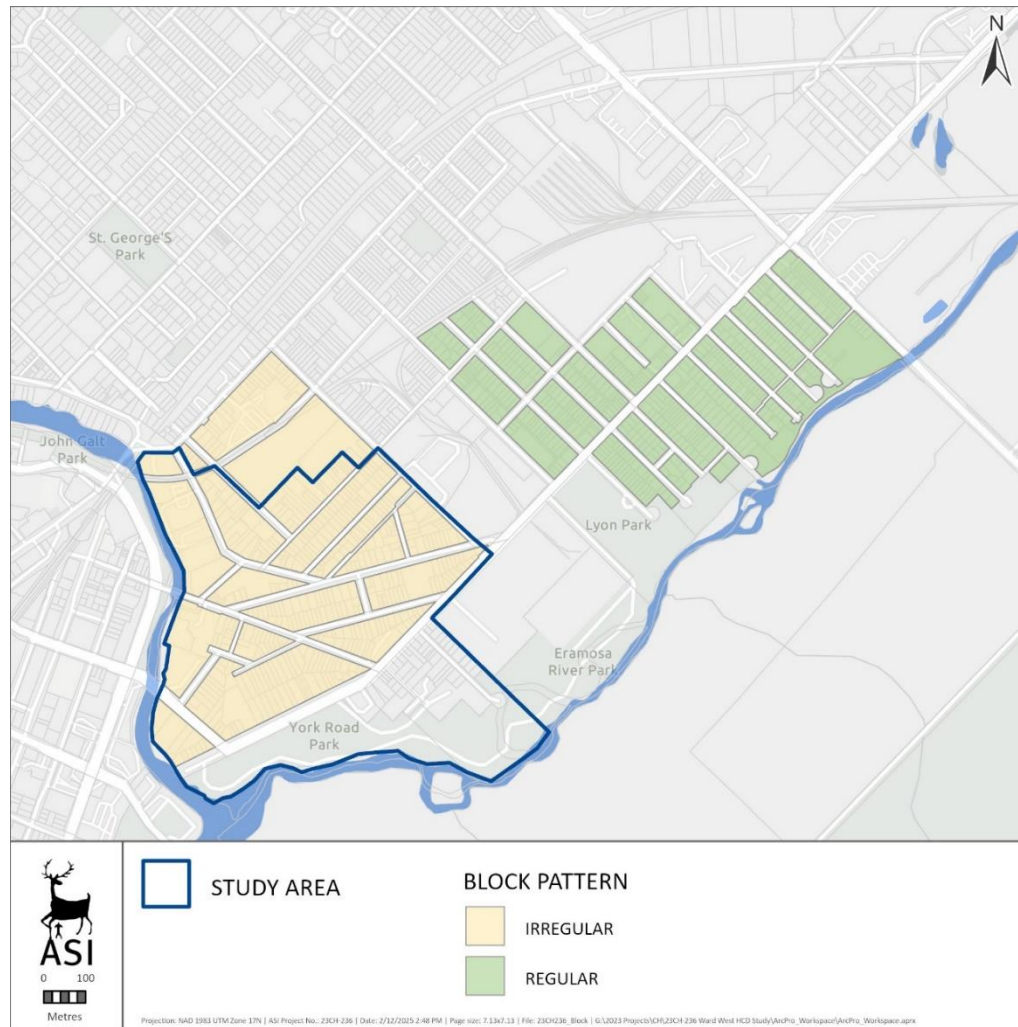 N
St. George'S
Park
John Galt
Park
Lyon Park
Eramosa
River Park
York Road
Park
ASI
0 100
Metres
STUDY AREA
BLOCK PATTERN
IRREGULAR
REGULAR
Projection: NAD 1983 UTM Zone 17N | ASI Project No.: 23CH-236 | Date: 2/12/2025 2:48 PM | Page size: 7.13x7.13 | File: 23CH236_Block | G:\2023 Projects\CH\23CH-236 Ward West HCD Study\ArcPro_Workspace\ArcPro_Workspace.aprx